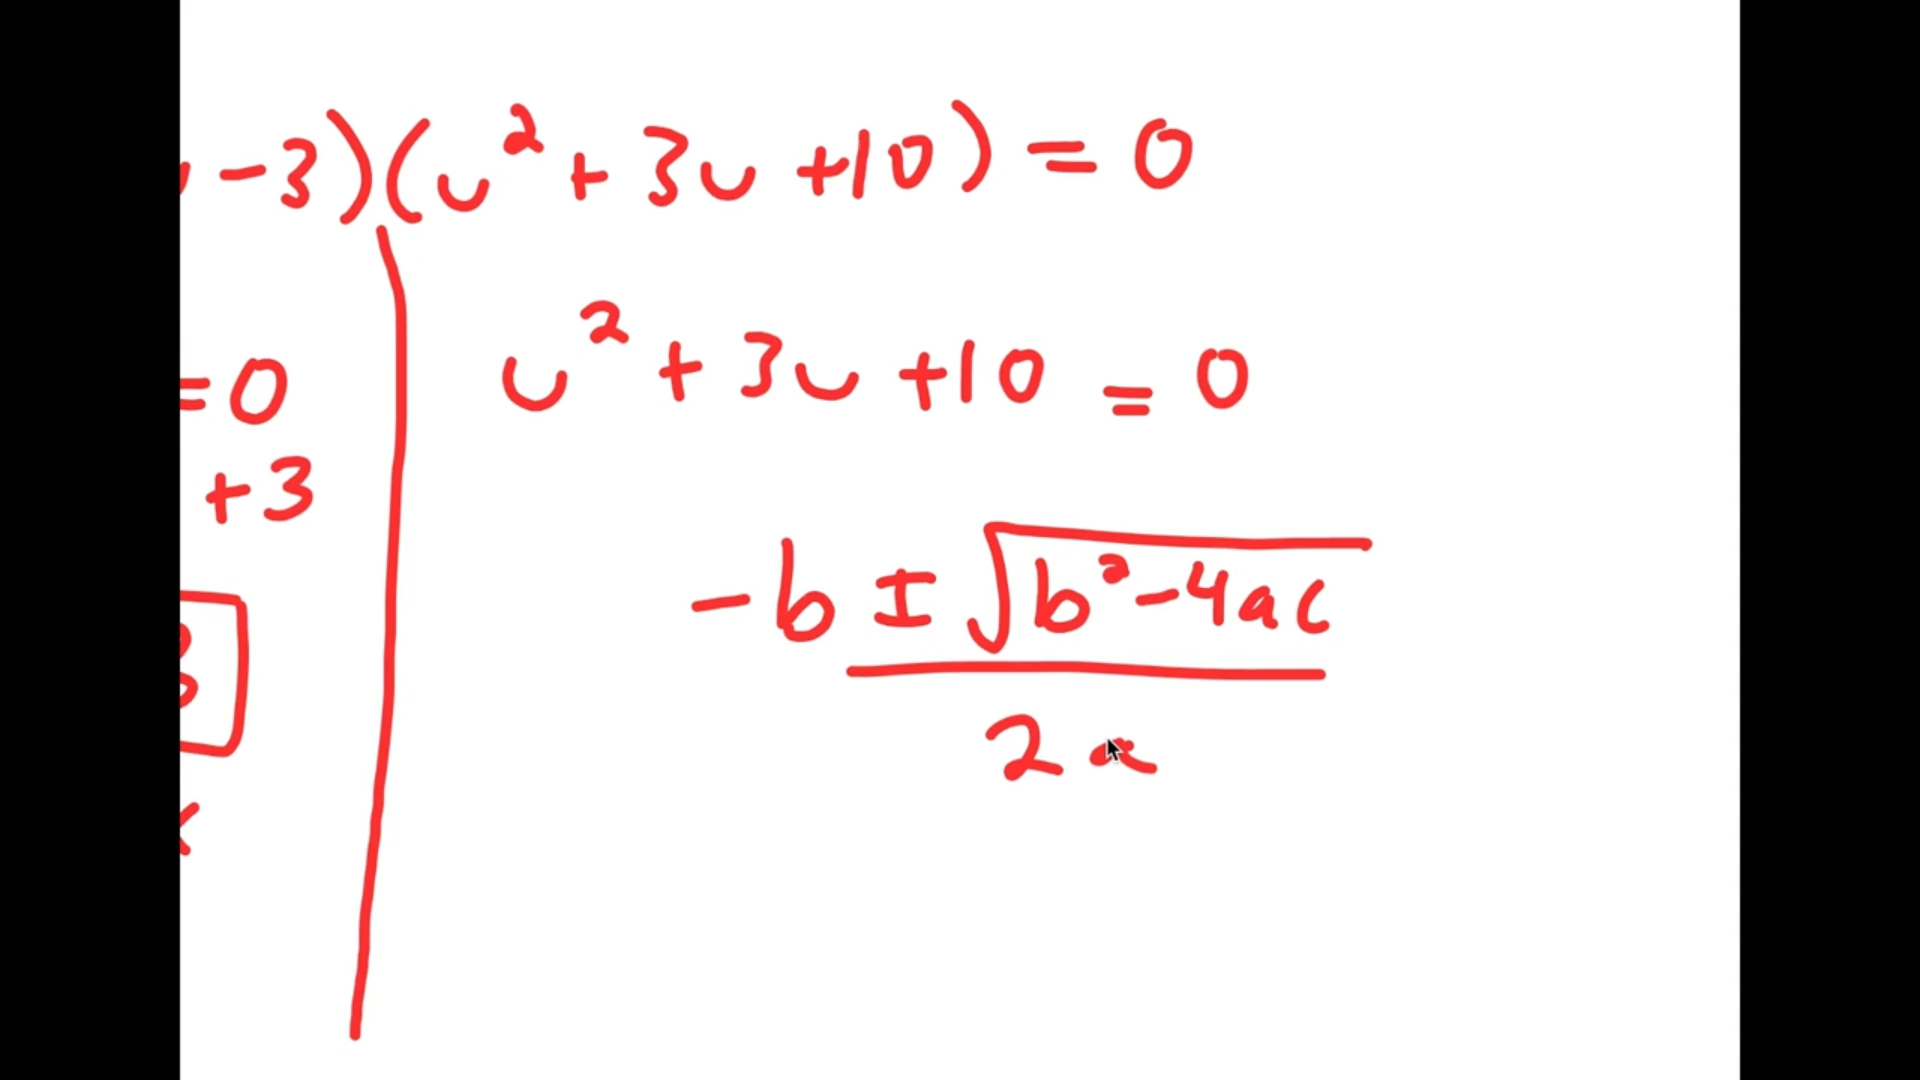 -3)(u² + 3u + 10) = 0
= 0
u² + 3u + 10 = 0
+3
-b ± √b²-4ac
2a